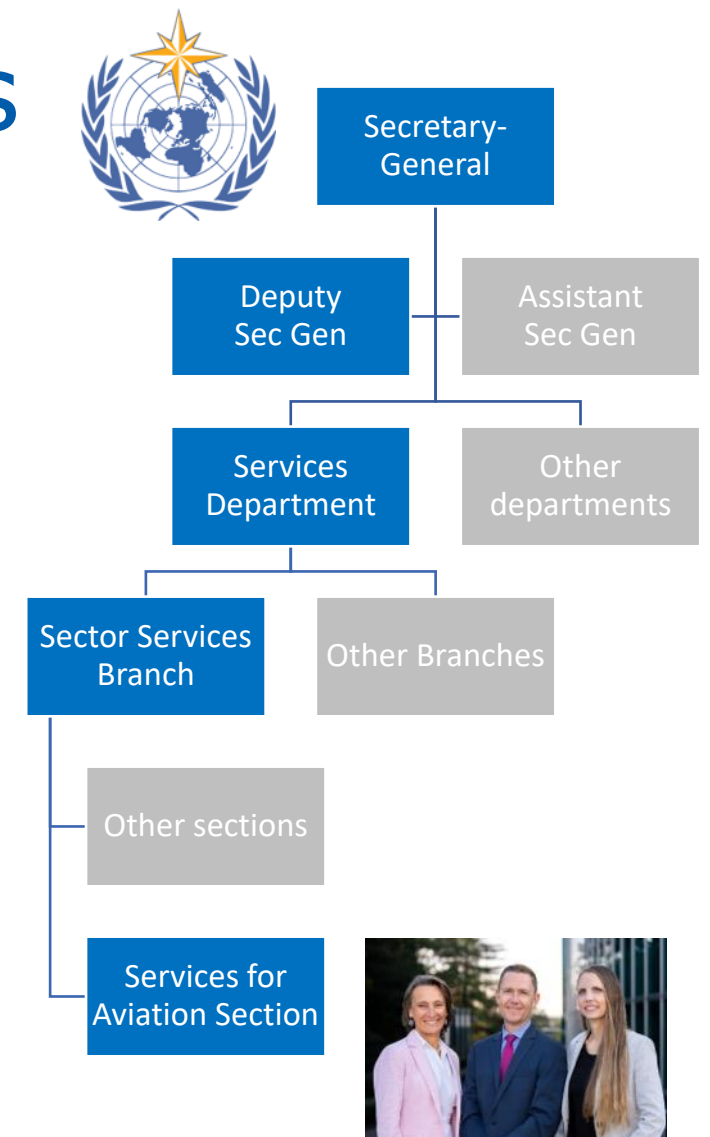 S
Secretary-
General
Deputy
Sec Gen
Assistant
Sec Gen
Services
Department
Other
departments
Sector Services
Branch
Other Branches
Other sections
Services for
Aviation Section